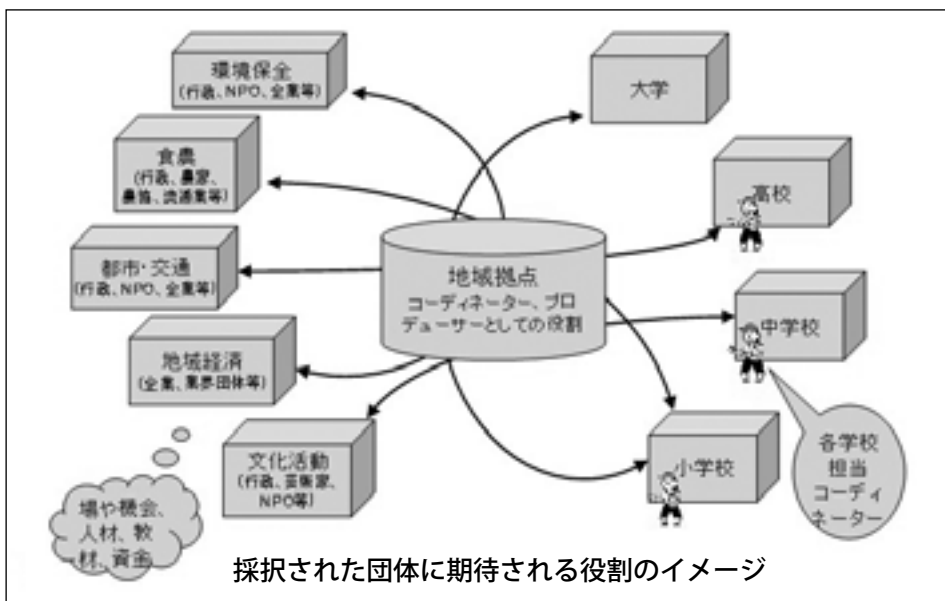 環境保全
(行政、NPO、企業等)
大学
食農
(行政、農家、
農協、流通業等)
高校
都市・交通
(行政、NPO、企業等)
地域拠点
コーディネーター、プロ
デューサーとしての役割
中学校
地域経済
(企業、業界団体等)
文化活動
(行政、芸術家、
NPO等)
小学校
各学校
担当
コーディ
ネーター
場や機会、
人材、教
材、資金
採択された団体に期待される役割のイメージ